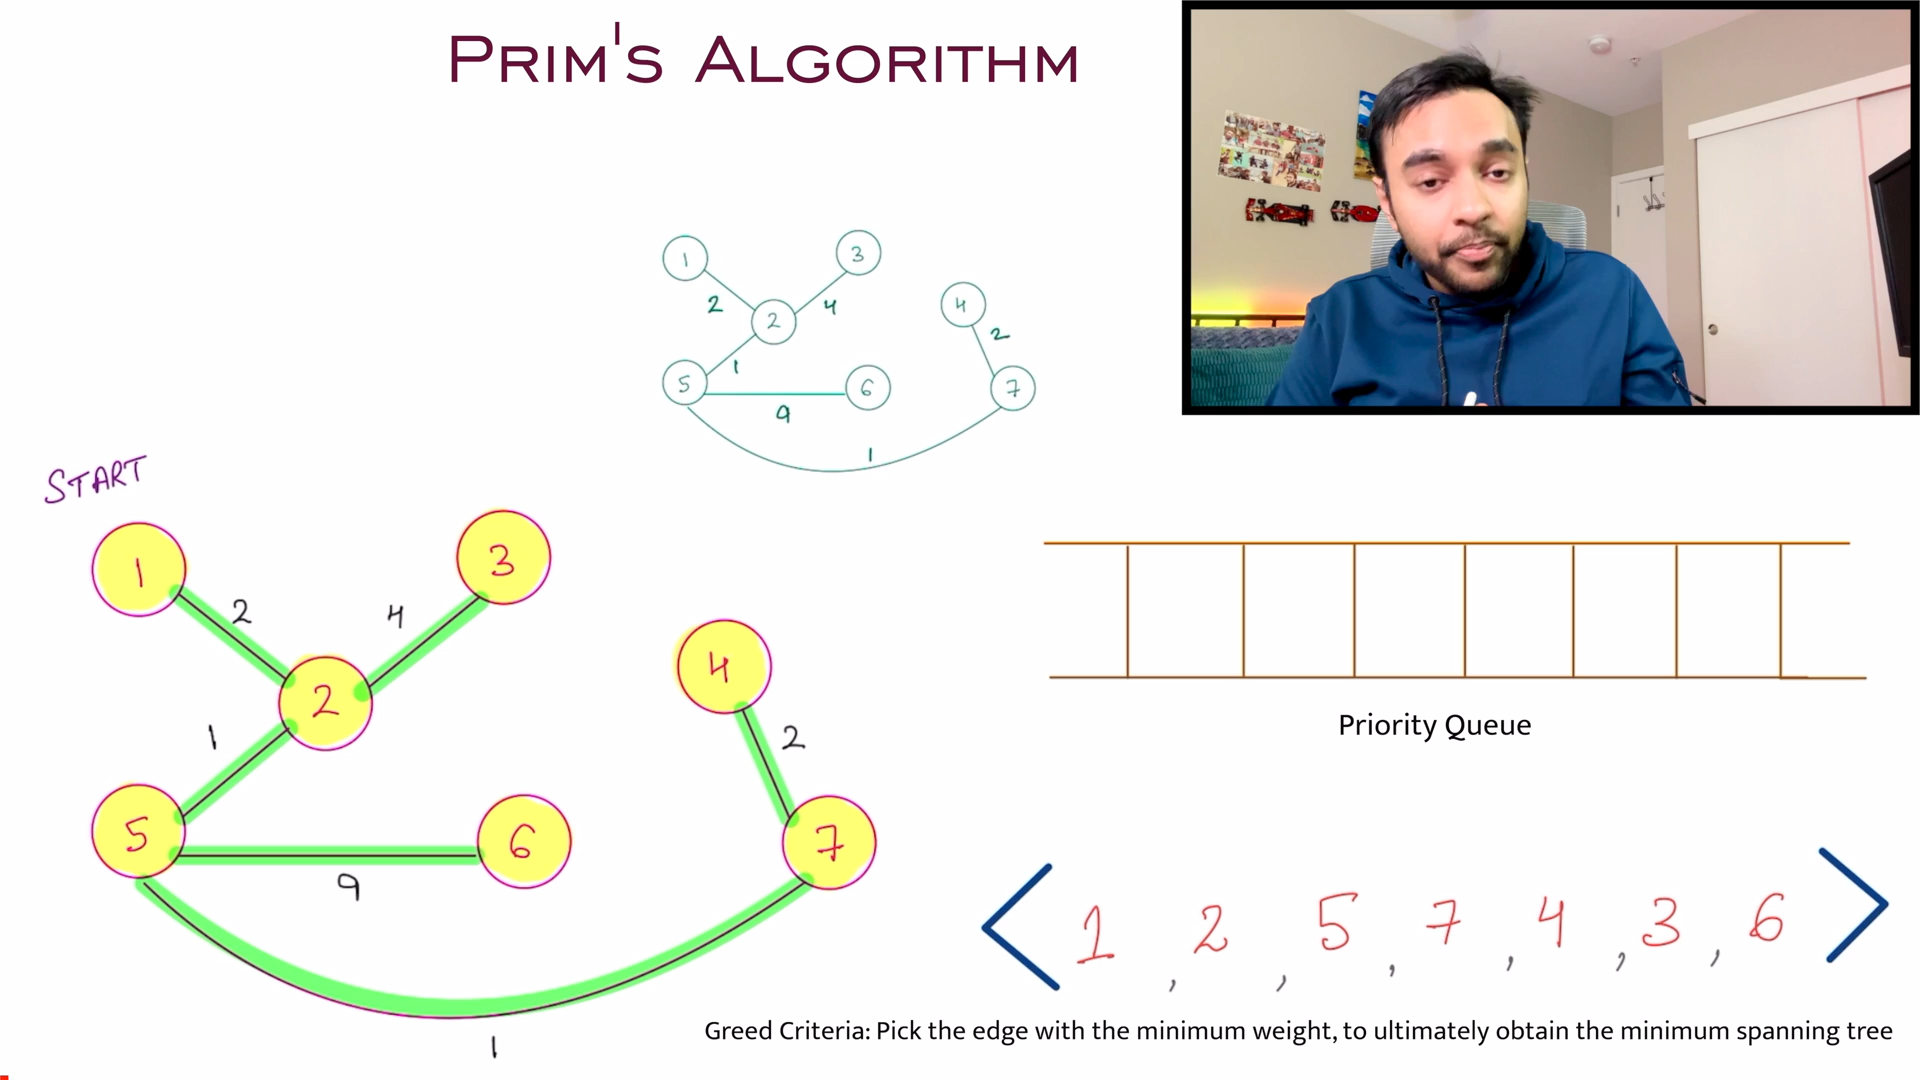 PRIM'S ALGORITHM
1 3
2 4
2 4
2
1
5 6 7
9
1
START
1 3
2 4
4
2
1 2
5 6 7
9
1
Priority Queue
< 1 , 2 , 5 , 7 , 4 , 3 , 6 >
Greed Criteria: Pick the edge with the minimum weight, to ultimately obtain the minimum spanning tree